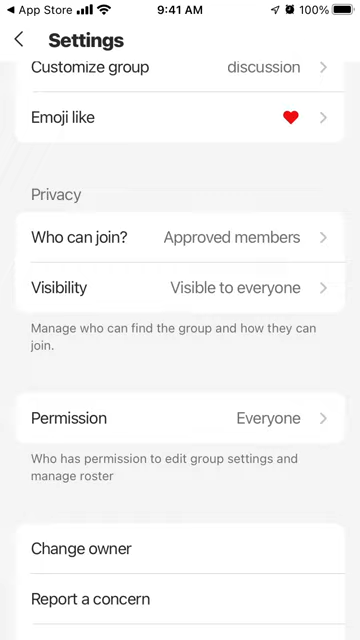 App Store 9:41 AM 100%
Settings
Customize group discussion
Emoji like
Privacy
Who can join? Approved members
Visibility Visible to everyone
Manage who can find the group and how they can
join.
Permission Everyone
Who has permission to edit group settings and
manage roster
Change owner
Report a concern